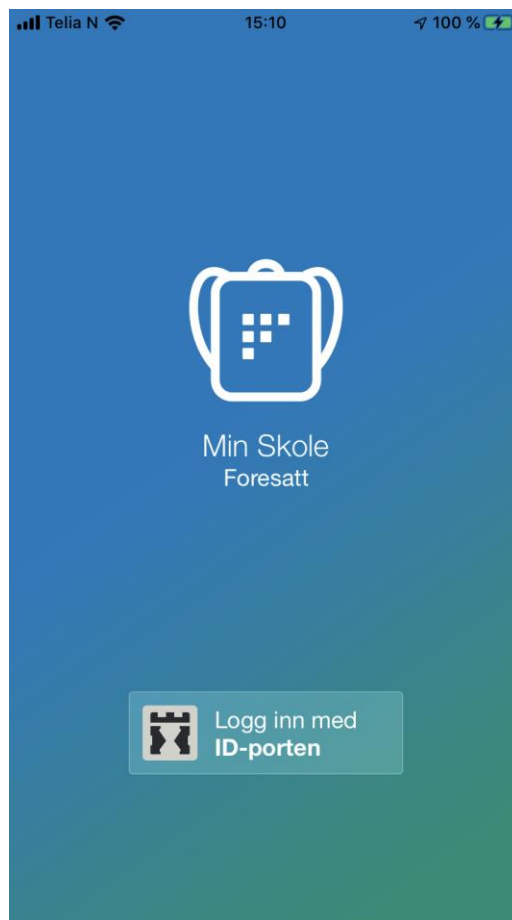 Telia N 15:10 100 %
Min Skole
Foresatt
Logg inn med
ID-porten